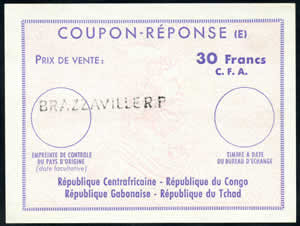 COUPON-RÉPONSE (E)
PRIX DE VENTE:
30 Francs
C.F.A.
BRAZZAVILLE R.P
EMPREINTE DE CONTROLE
DU PAYS D'ORIGINE
(date facultative)
TIMBRE A DATE
DU BUREAU D'ECHANGE
République Centrafricaine - République du Congo
République Gabonaise - République du Tchad